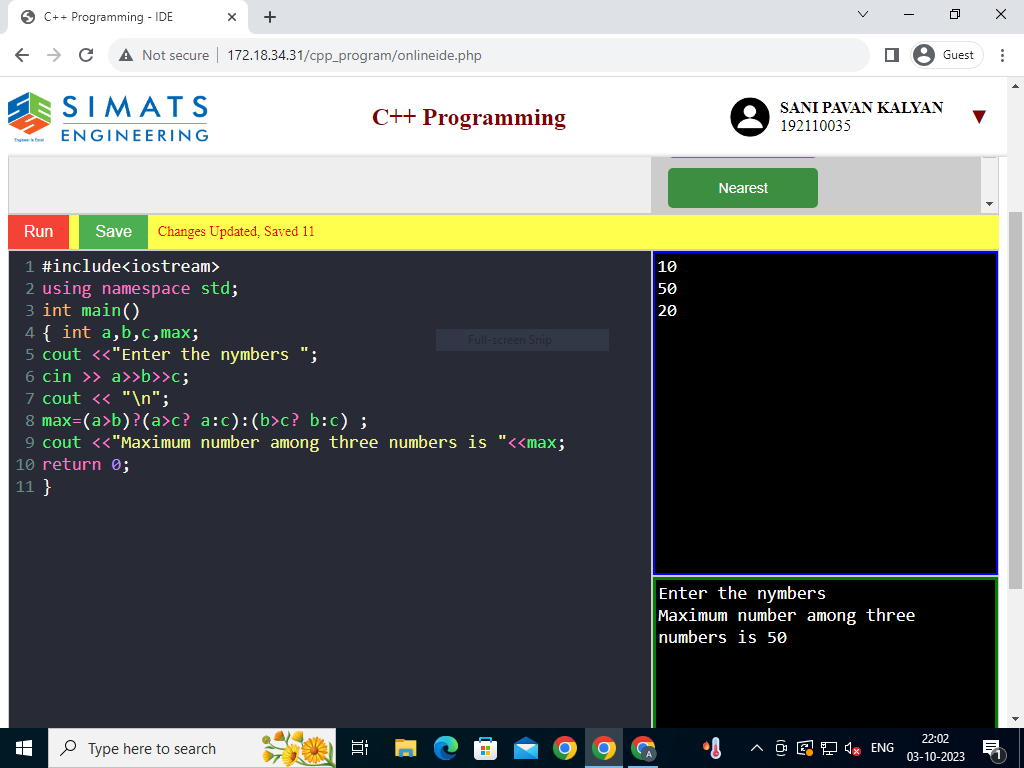 C++ Programming - IDE
Not secure
172.18.34.31/cpp_program/onlineide.php
Guest
SIMATS
ENGINEERING
Engineer to Excel
C++ Programming
SANI PAVAN KALYAN
192110035
Nearest
Run
Save
Changes Updated, Saved 11
1 #include<iostream>
2 using namespace std;
3 int main()
4 { int a,b,c,max;
5 cout <<"Enter the nymbers ";
6 cin >> a>>b>>c;
7 cout << "\n";
8 max=(a>b)?(a>c? a:c):(b>c? b:c) ;
9 cout <<"Maximum number among three numbers is "<<max;
10 return 0;
11 }
Full-screen Snip
10
50
20
Enter the nymbers
Maximum number among three
numbers is 50
Type here to search
A
ENG
22:02
03-10-2023
1